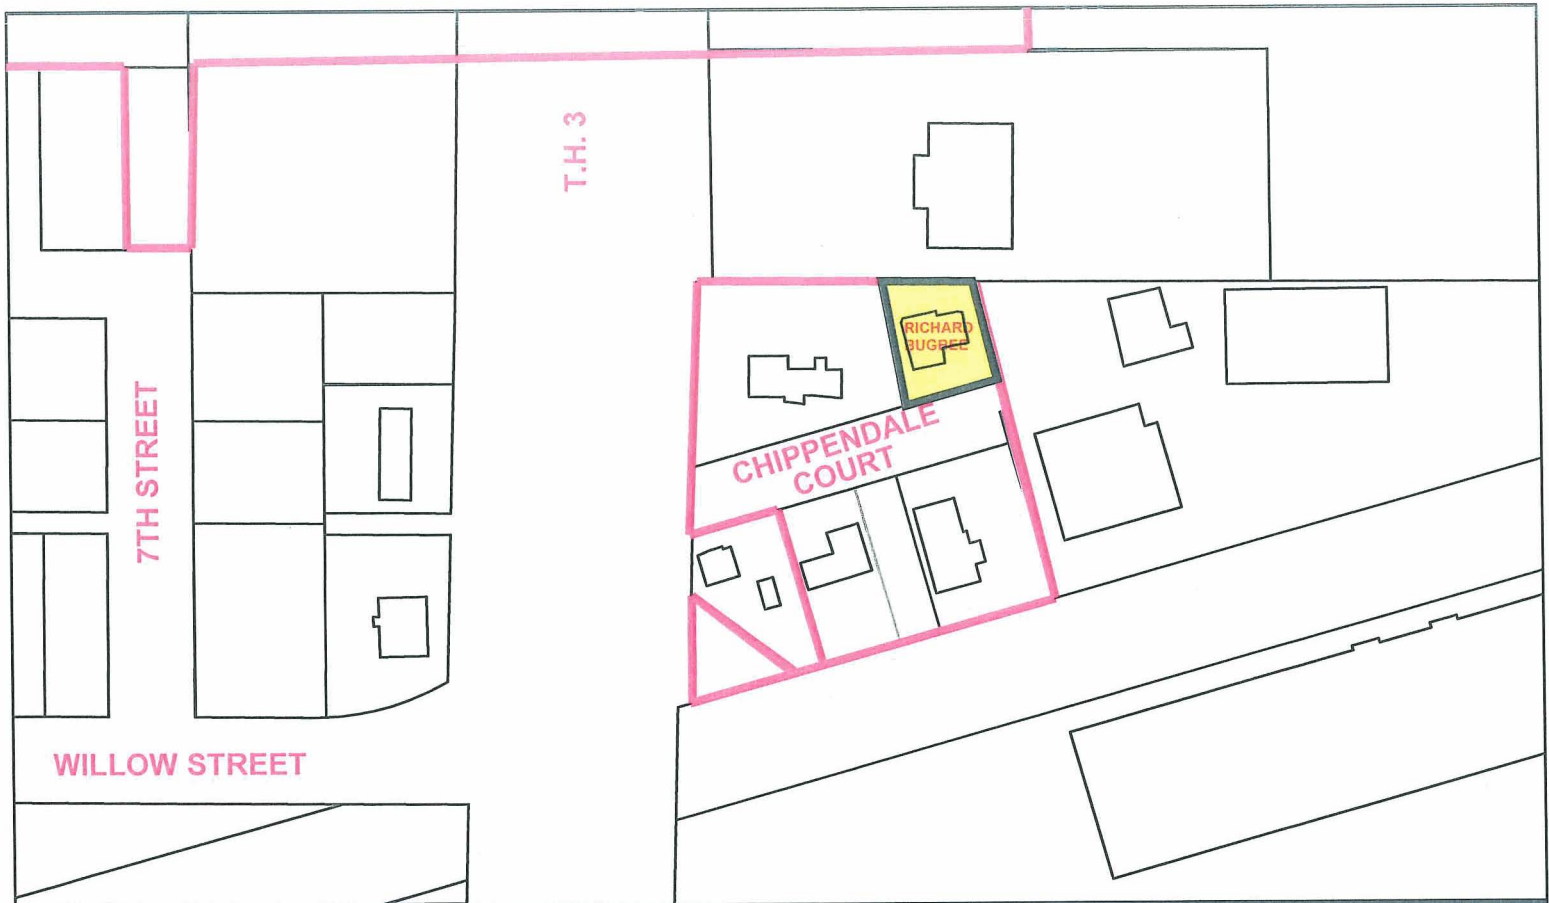 T.H. 3
RICHARD
BUGBEE
7TH STREET
CHIPPENDALE
COURT
WILLOW STREET